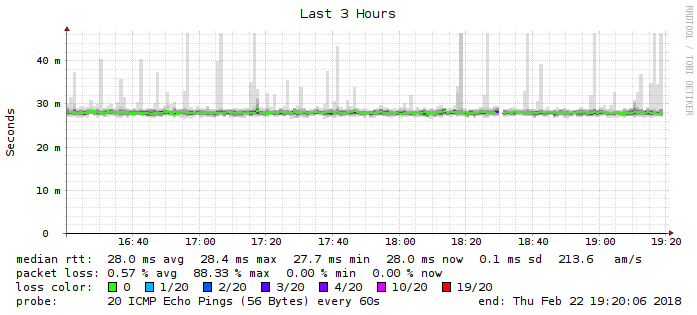 Last 3 Hours
RRDTOOL / TOBI OETIKER
Seconds
40 m
30 m
20 m
10 m
0
16:40 17:00 17:20 17:40 18:00 18:20 18:40 19:00 19:20
median rtt: 28.0 ms avg 28.4 ms max 27.7 ms min 28.0 ms now 0.1 ms sd 213.6 am/s
packet loss: 0.57 % avg 88.33 % max 0.00 % min 0.00 % now
loss color: 0 1/20 2/20 3/20 4/20 10/20 19/20
probe: 20 ICMP Echo Pings (56 Bytes) every 60s end: Thu Feb 22 19:20:06 2018